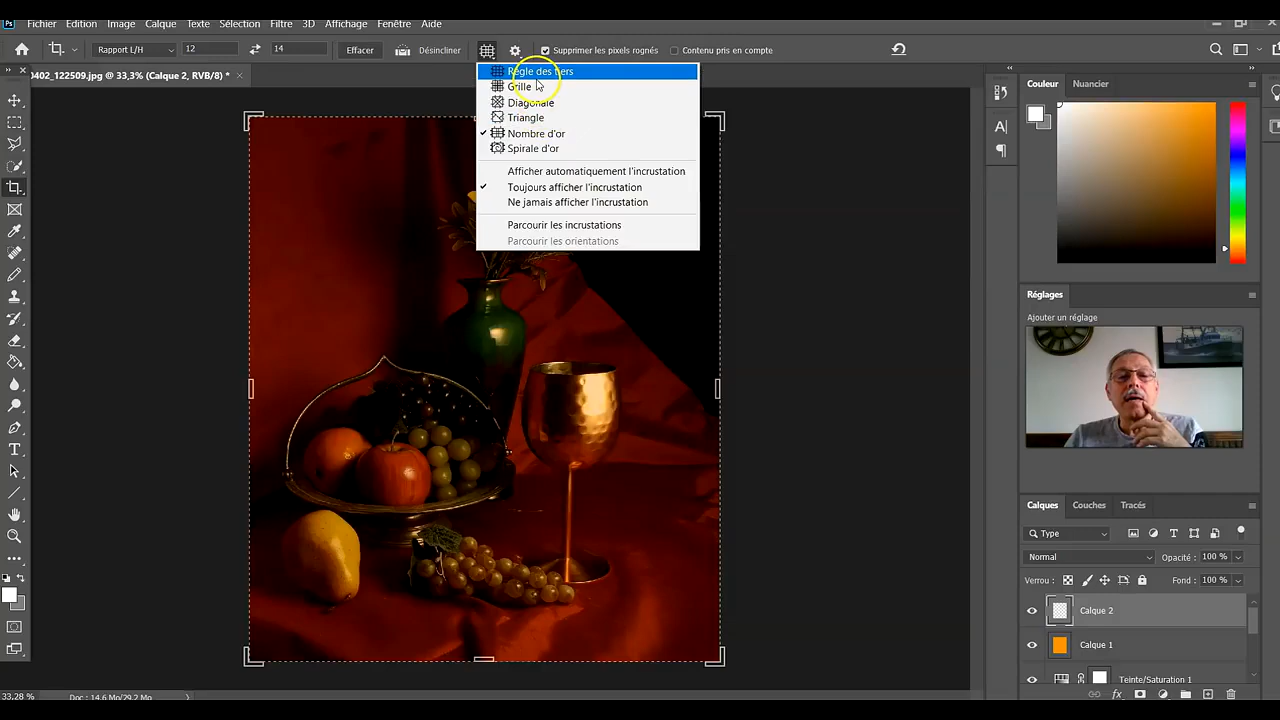 Ps Fichier Edition Image Calque Texte Sélection Filtre 3D Affichage Fenêtre Aide
Rapport L/H 12 14 Effacer Désincliner Supprimer les pixels rognés Contenu pris en compte
0402_122509.jpg @ 33,3% (Calque 2, RVB/8) *
Règle des tiers
Grille
Diagonale
Triangle
Nombre d'or
Spirale d'or
Afficher automatiquement l'incrustation
Toujours afficher l'incrustation
Ne jamais afficher l'incrustation
Parcourir les incrustations
Parcourir les orientations
Couleur Nuancier
Réglages
Ajouter un réglage
Calques Couches Tracés
Type
Normal Opacité : 100 %
Verrou : Fond : 100 %
Calque 2
Calque 1
Teinte/Saturation 1
33,28 % Doc : 14,6 Mo/29,2 Mo